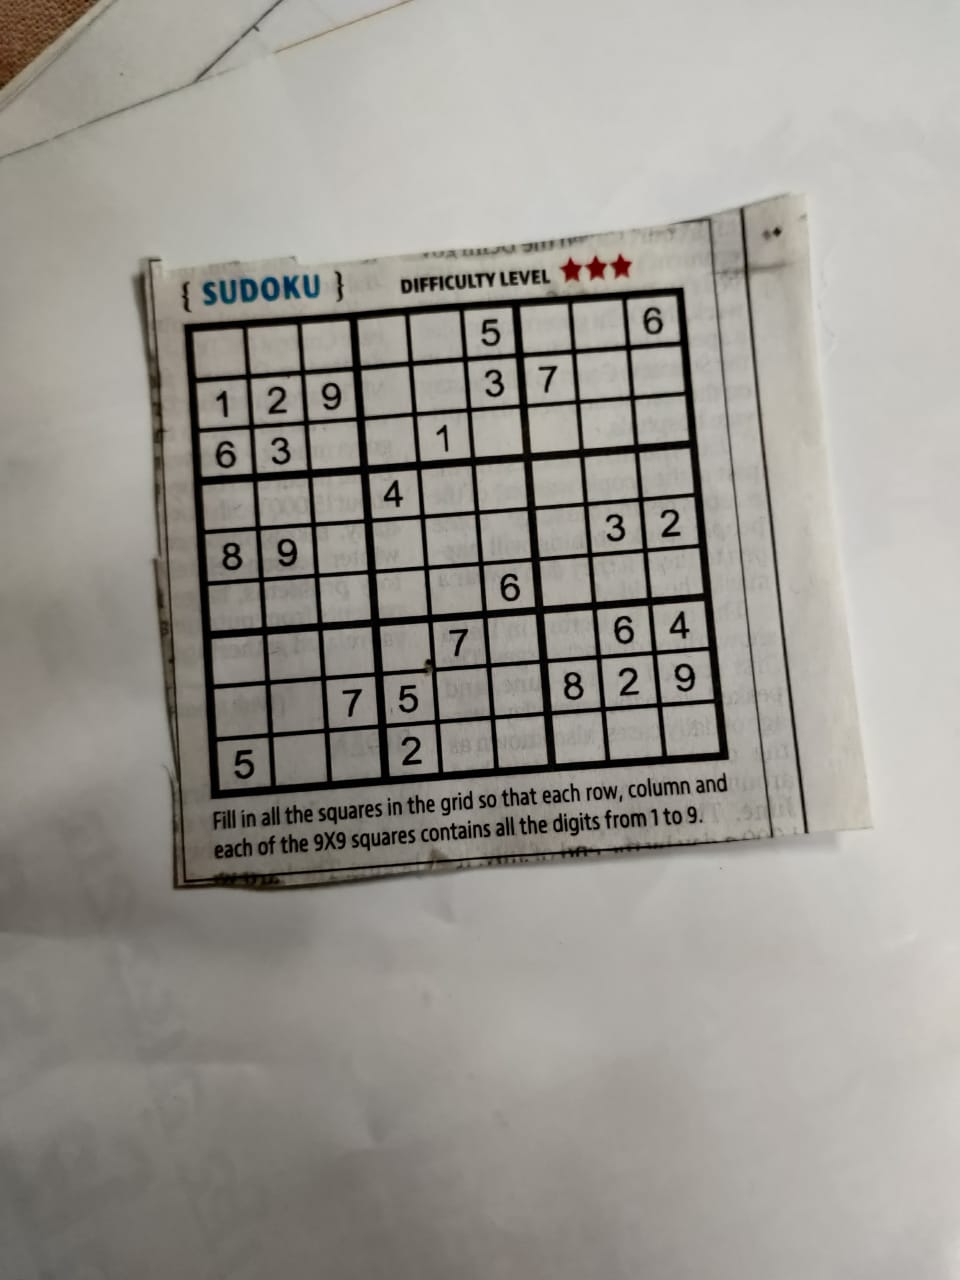 { SUDOKU } DIFFICULTY LEVEL ★★★
5 6
1 2 9 3 7
6 3 1
4
8 9 3 2
6
7 6 4
7 5 8 2 9
5 2
Fill in all the squares in the grid so that each row, column and
each of the 9X9 squares contains all the digits from 1 to 9.